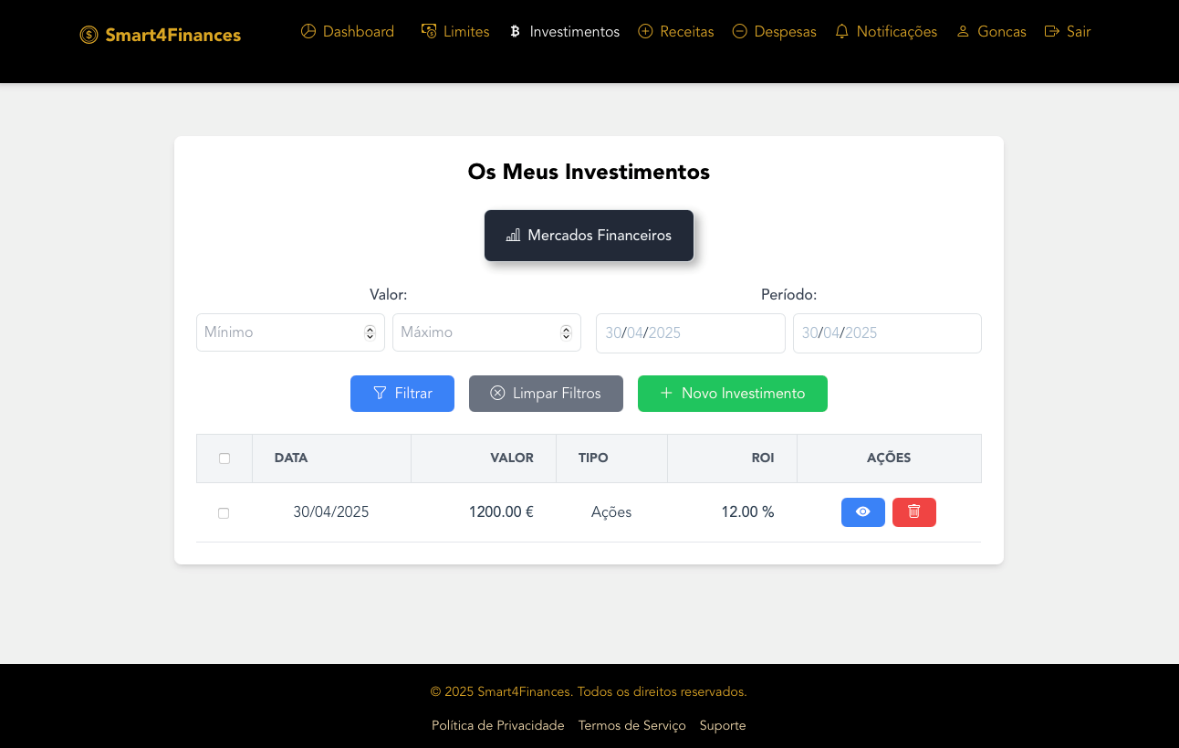 Smart4Finances Dashboard Limites Investimentos Receitas Despesas Notificações Goncas Sair
Os Meus Investimentos
Mercados Financeiros
Valor: Período:
Mínimo Máximo 30/04/2025 30/04/2025
Filtrar Limpar Filtros Novo Investimento
DATA VALOR TIPO ROI AÇÕES
30/04/2025 1200.00 € Ações 12.00 %
© 2025 Smart4Finances. Todos os direitos reservados.
Política de Privacidade Termos de Serviço Suporte